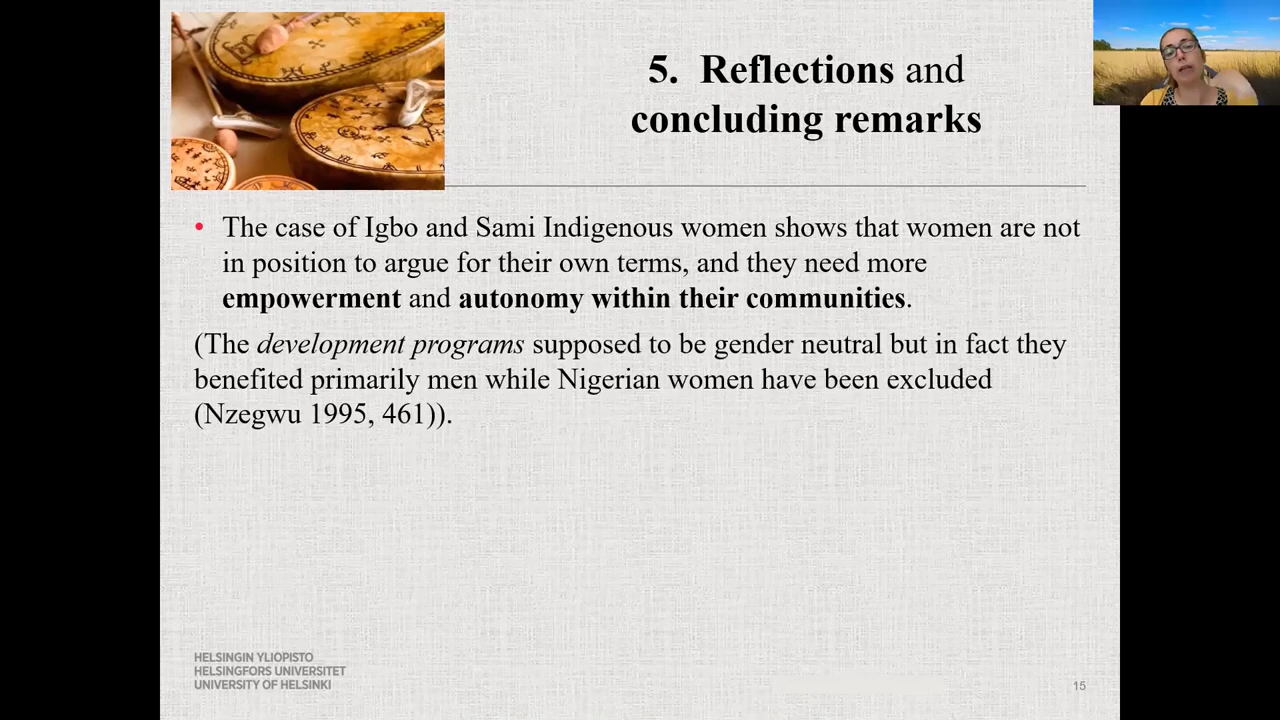 5. Reflections and
concluding remarks
• The case of Igbo and Sami Indigenous women shows that women are not
in position to argue for their own terms, and they need more
empowerment and autonomy within their communities.
(The development programs supposed to be gender neutral but in fact they
benefited primarily men while Nigerian women have been excluded
(Nzegwu 1995, 461)).
HELSINGIN YLIOPISTO
HELSINGFORS UNIVERSITET
UNIVERSITY OF HELSINKI
15